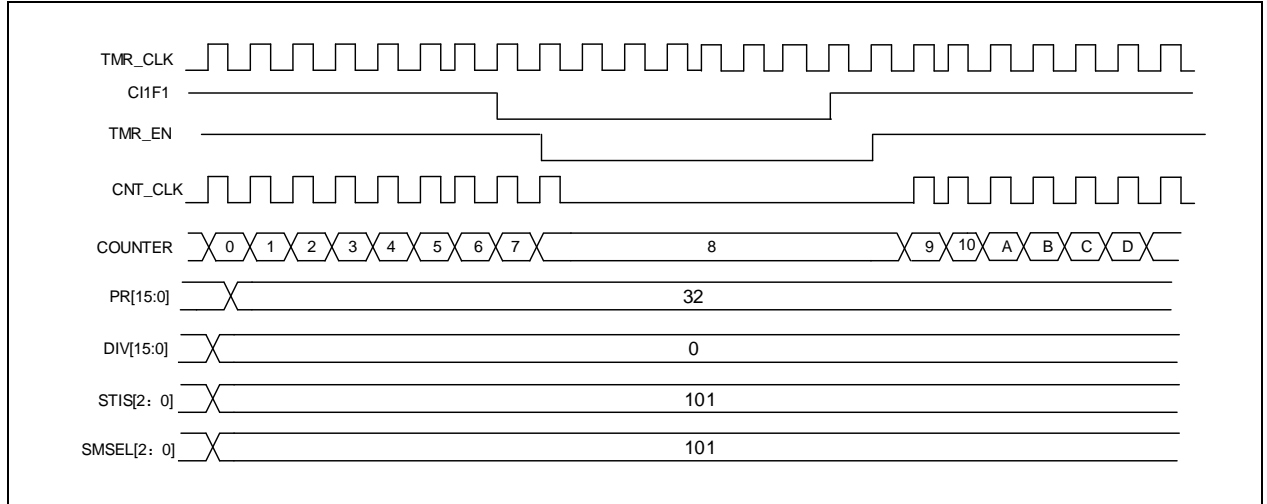 TMR_CLK
CI1F1
TMR_EN
CNT_CLK
COUNTER 0 1 2 3 4 5 6 7 8 9 10 A B C D
PR[15:0] 32
DIV[15:0] 0
STIS[2：0] 101
SMSEL[2：0] 101